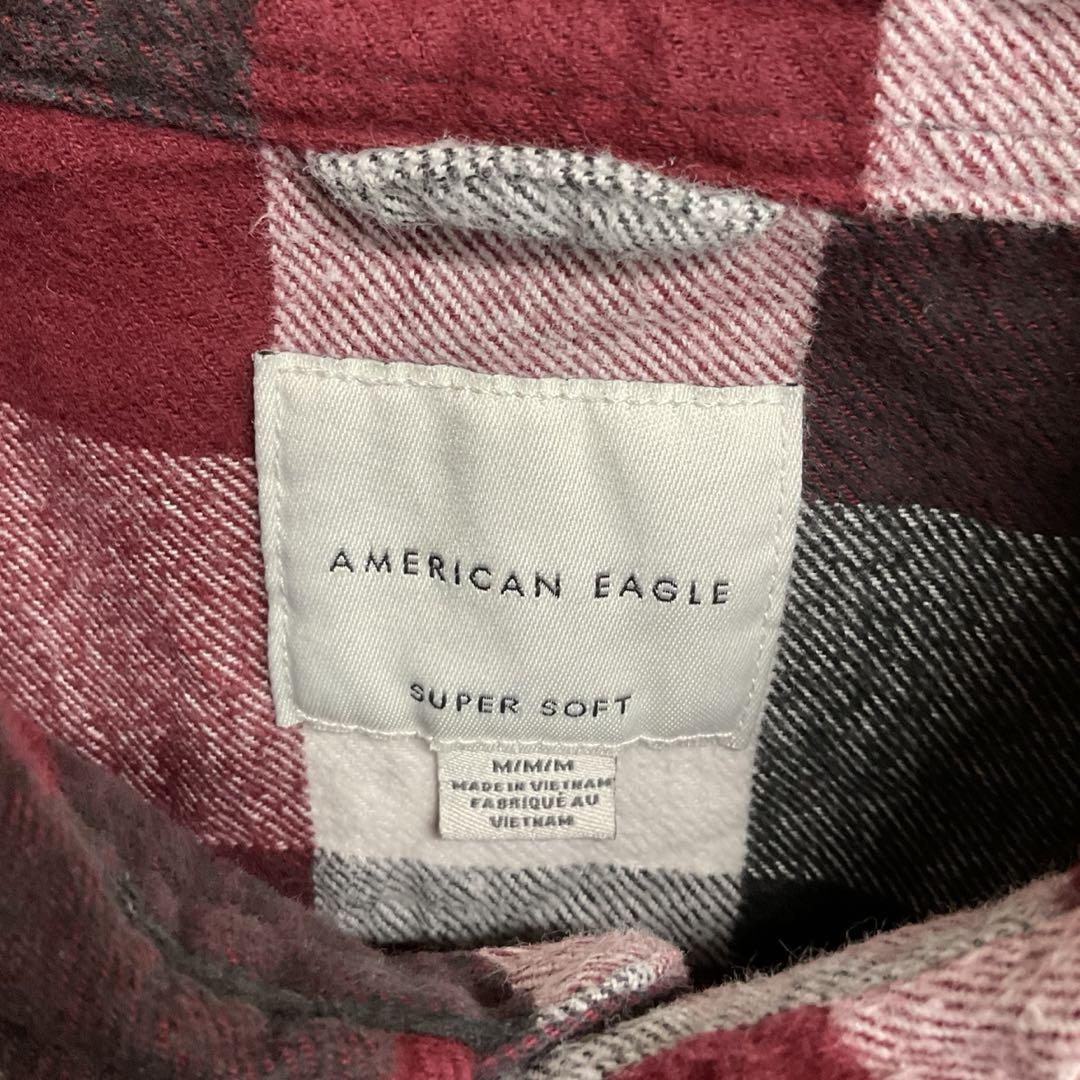 AMERICAN EAGLE
SUPER SOFT
M/M/M
MADE IN VIETNAM
FABRIQUÉ AU
VIETNAM